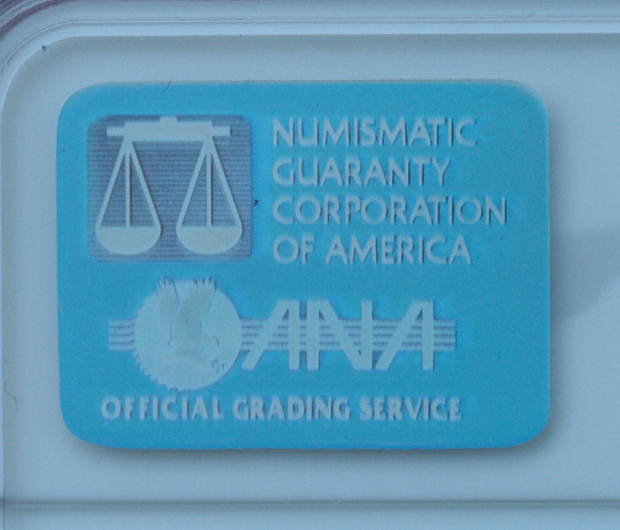 NUMISMATIC
GUARANTY
CORPORATION
OF AMERICA
ANA
OFFICIAL GRADING SERVICE